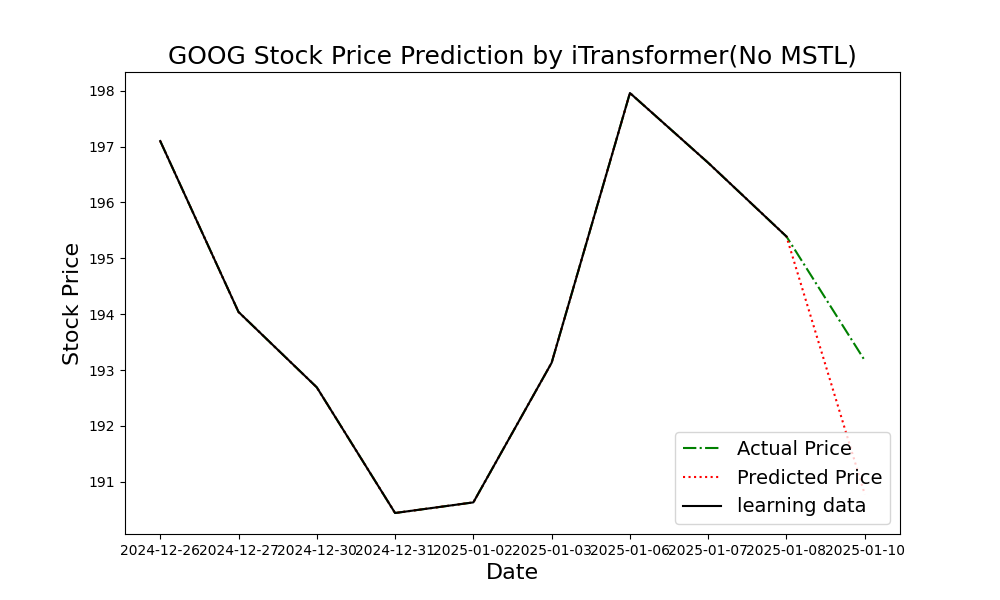 GOOG Stock Price Prediction by iTransformer(No MSTL)
198
197
196
195
194
193
192
191
Stock Price
Actual Price
Predicted Price
learning data
2024-12-26 2024-12-27 2024-12-30 2024-12-31 2025-01-02 2025-01-03 2025-01-06 2025-01-07 2025-01-08 2025-01-10
Date